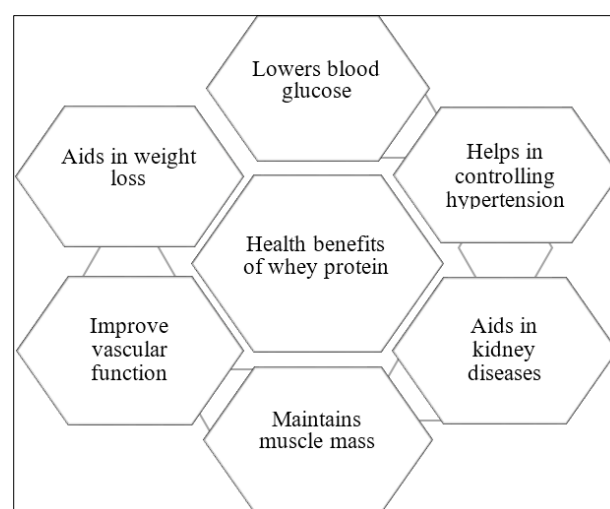 Lowers blood
glucose
Aids in weight
loss
Helps in
controlling
hypertension
Health benefits
of whey protein
Improve
vascular
function
Aids in
kidney
diseases
Maintains
muscle mass